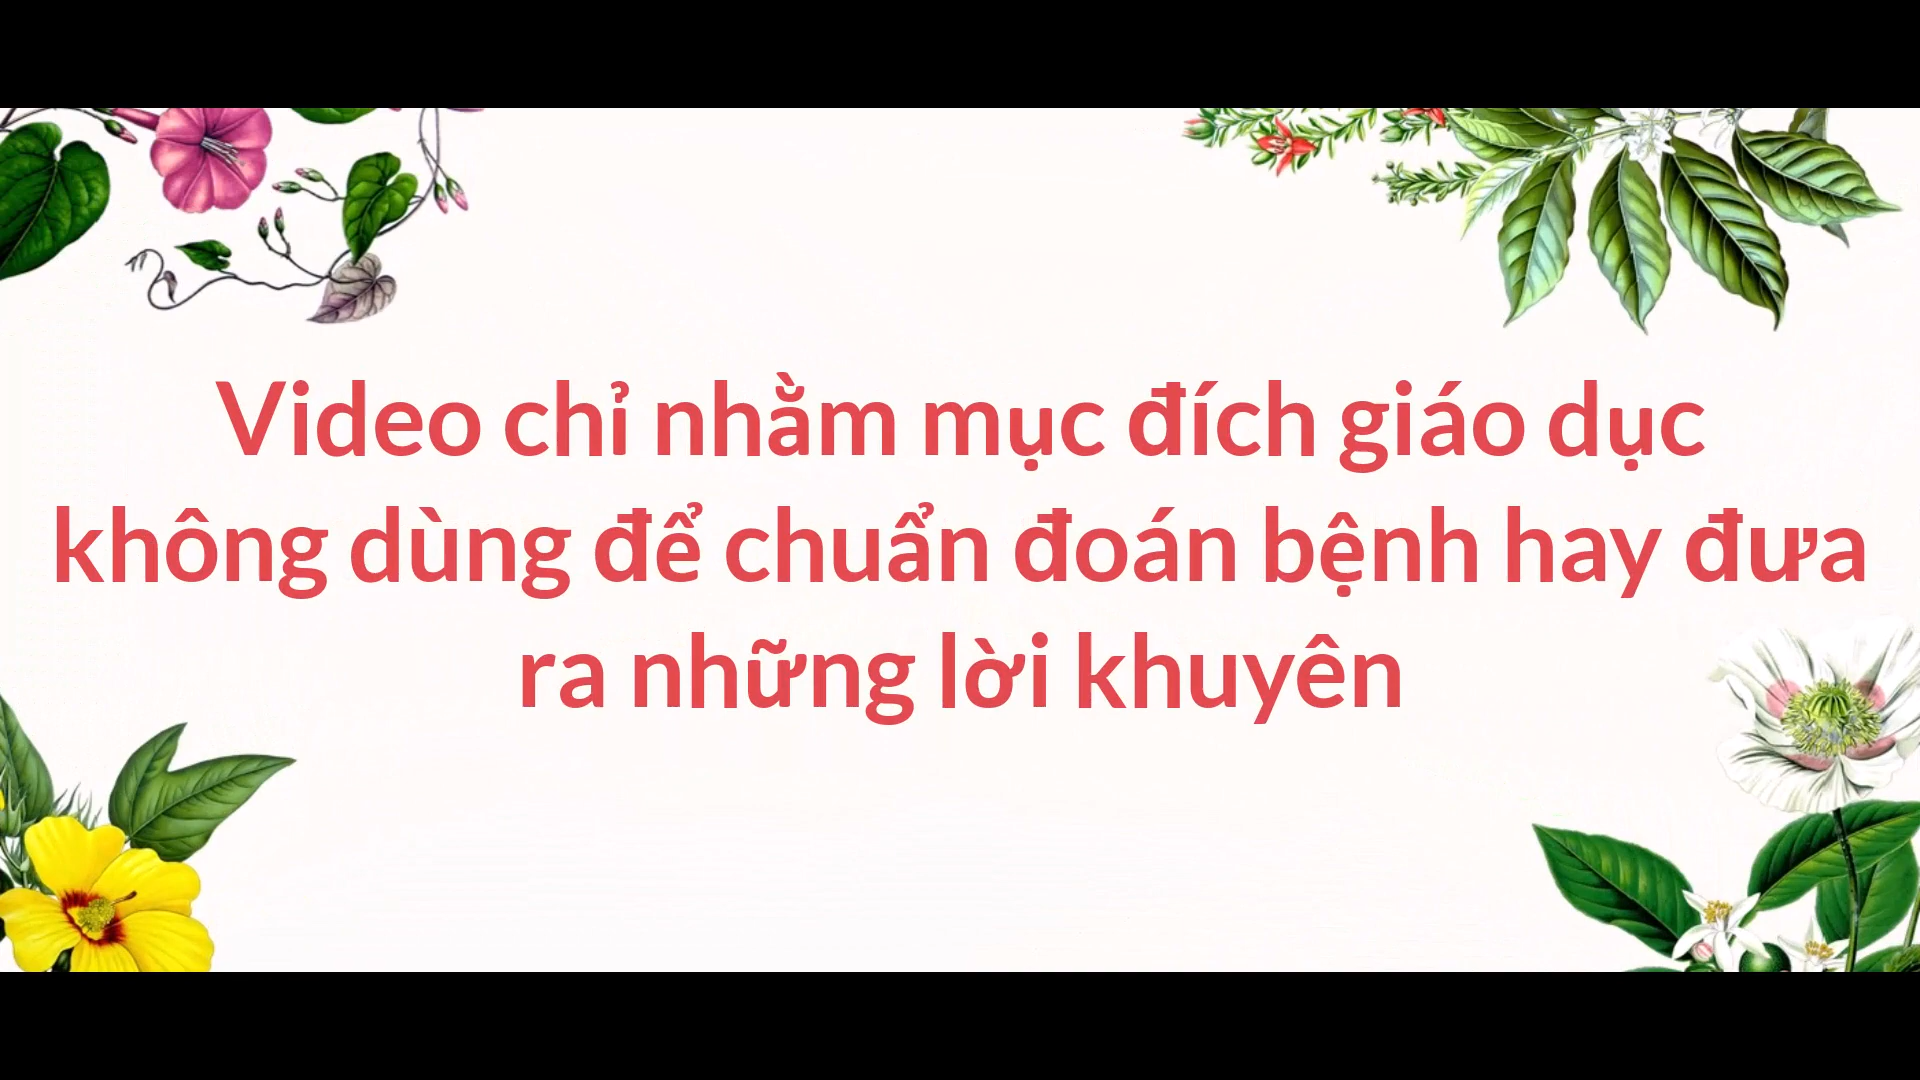 Video chỉ nhằm mục đích giáo dục
không dùng để chuẩn đoán bệnh hay đưa
ra những lời khuyên